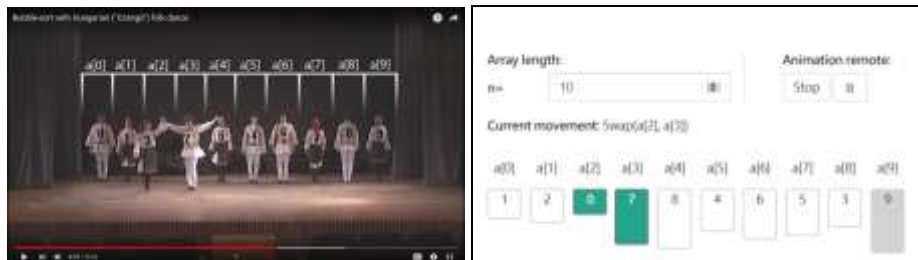 Bubble-sort with Hungarian ("Csángó") folk dance
a[0] a[1] a[2] a[3] a[4] a[5] a[6] a[7] a[8] a[9]
Array length:
n= 10
Animation remote:
Stop
Current movement: Swap(a[2], a[3])
a[0] a[1] a[2] a[3] a[4] a[5] a[6] a[7] a[8] a[9]
1 2 0 7 8 4 6 5 3 9